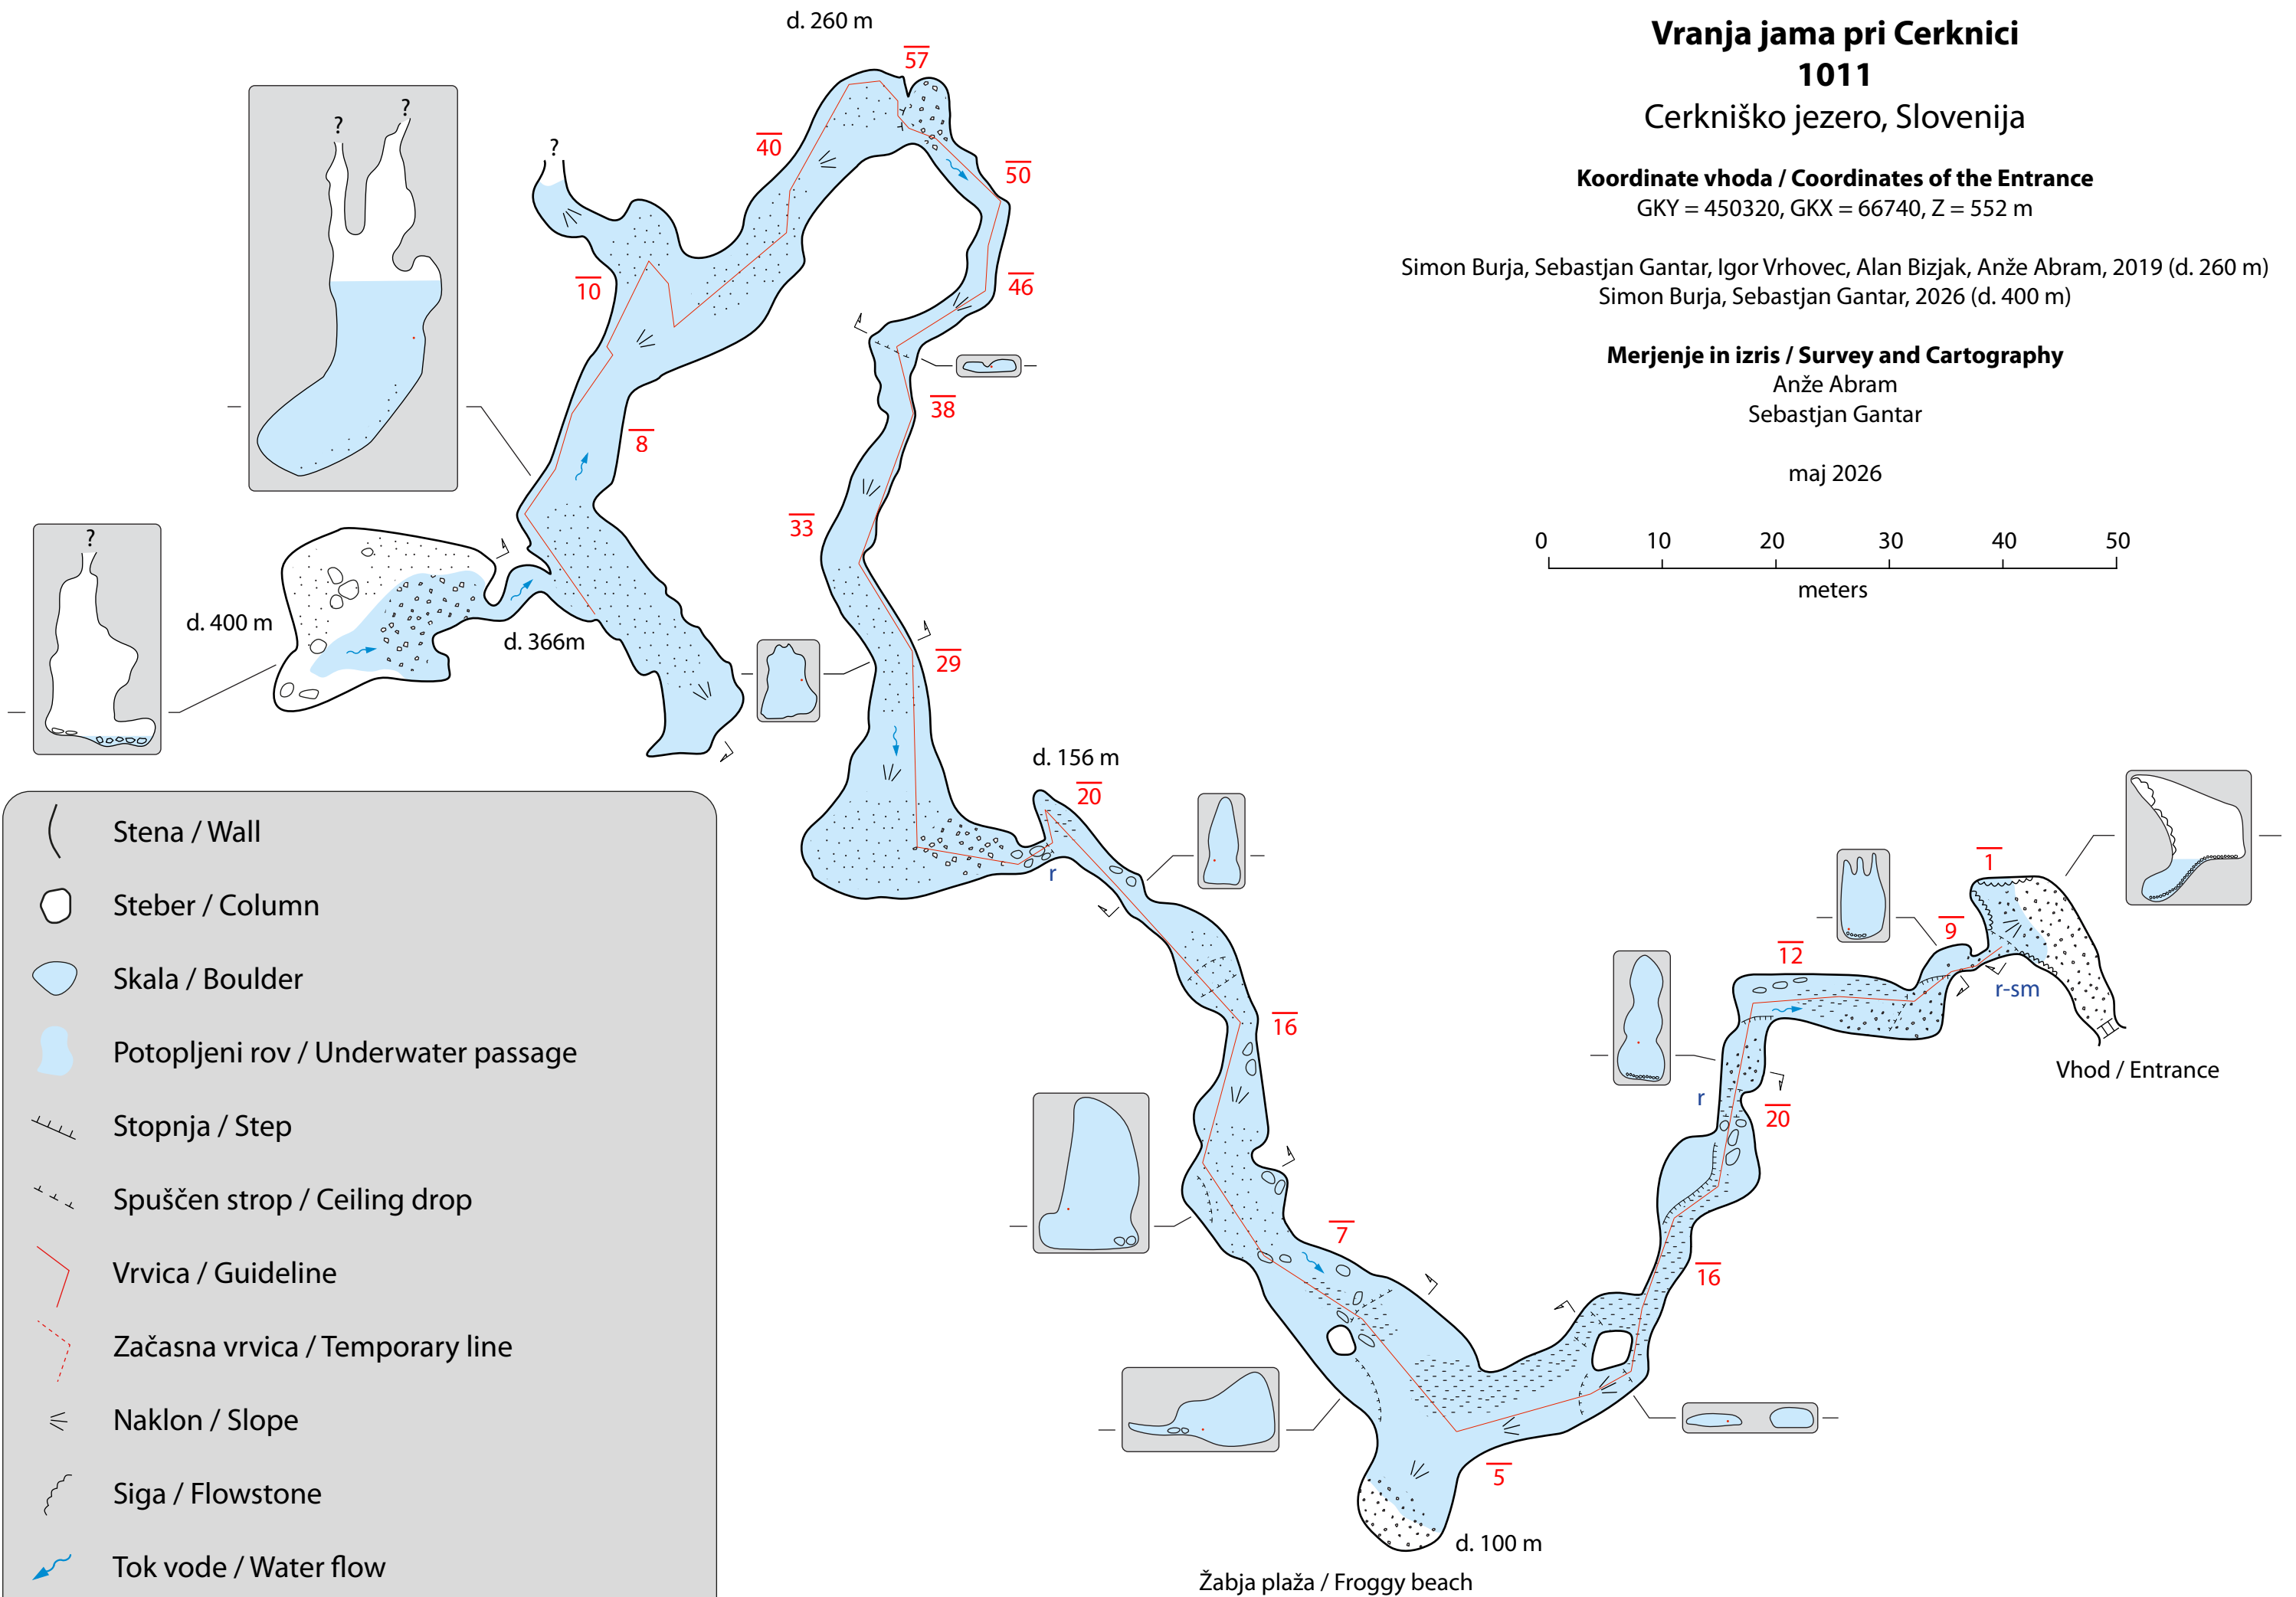 Vranja jama pri Cerknici
1011
Cerkniško jezero, Slovenija
Koordinate vhoda / Coordinates of the Entrance
GKY = 450320, GKX = 66740, Z = 552 m
Simon Burja, Sebastjan Gantar, Igor Vrhovec, Alan Bizjak, Anže Abram, 2019 (d. 260 m)
Simon Burja, Sebastjan Gantar, 2026 (d. 400 m)
Merjenje in izris / Survey and Cartography
Anže Abram
Sebastjan Gantar
maj 2026
0 10 20 30 40 50
meters
d. 260 m
57
?
?
?
40
50
10
46
38
8
33
?
d. 400 m
d. 366m
29
d. 156 m
20
r
1
9
12
r-sm
16
Vhod / Entrance
r
20
7
16
5
d. 100 m
Žabja plaža / Froggy beach
Stena / Wall
Steber / Column
Skala / Boulder
Potopljeni rov / Underwater passage
Stopnja / Step
Spuščen strop / Ceiling drop
Vrvica / Guideline
Začasna vrvica / Temporary line
Naklon / Slope
Siga / Flowstone
Tok vode / Water flow